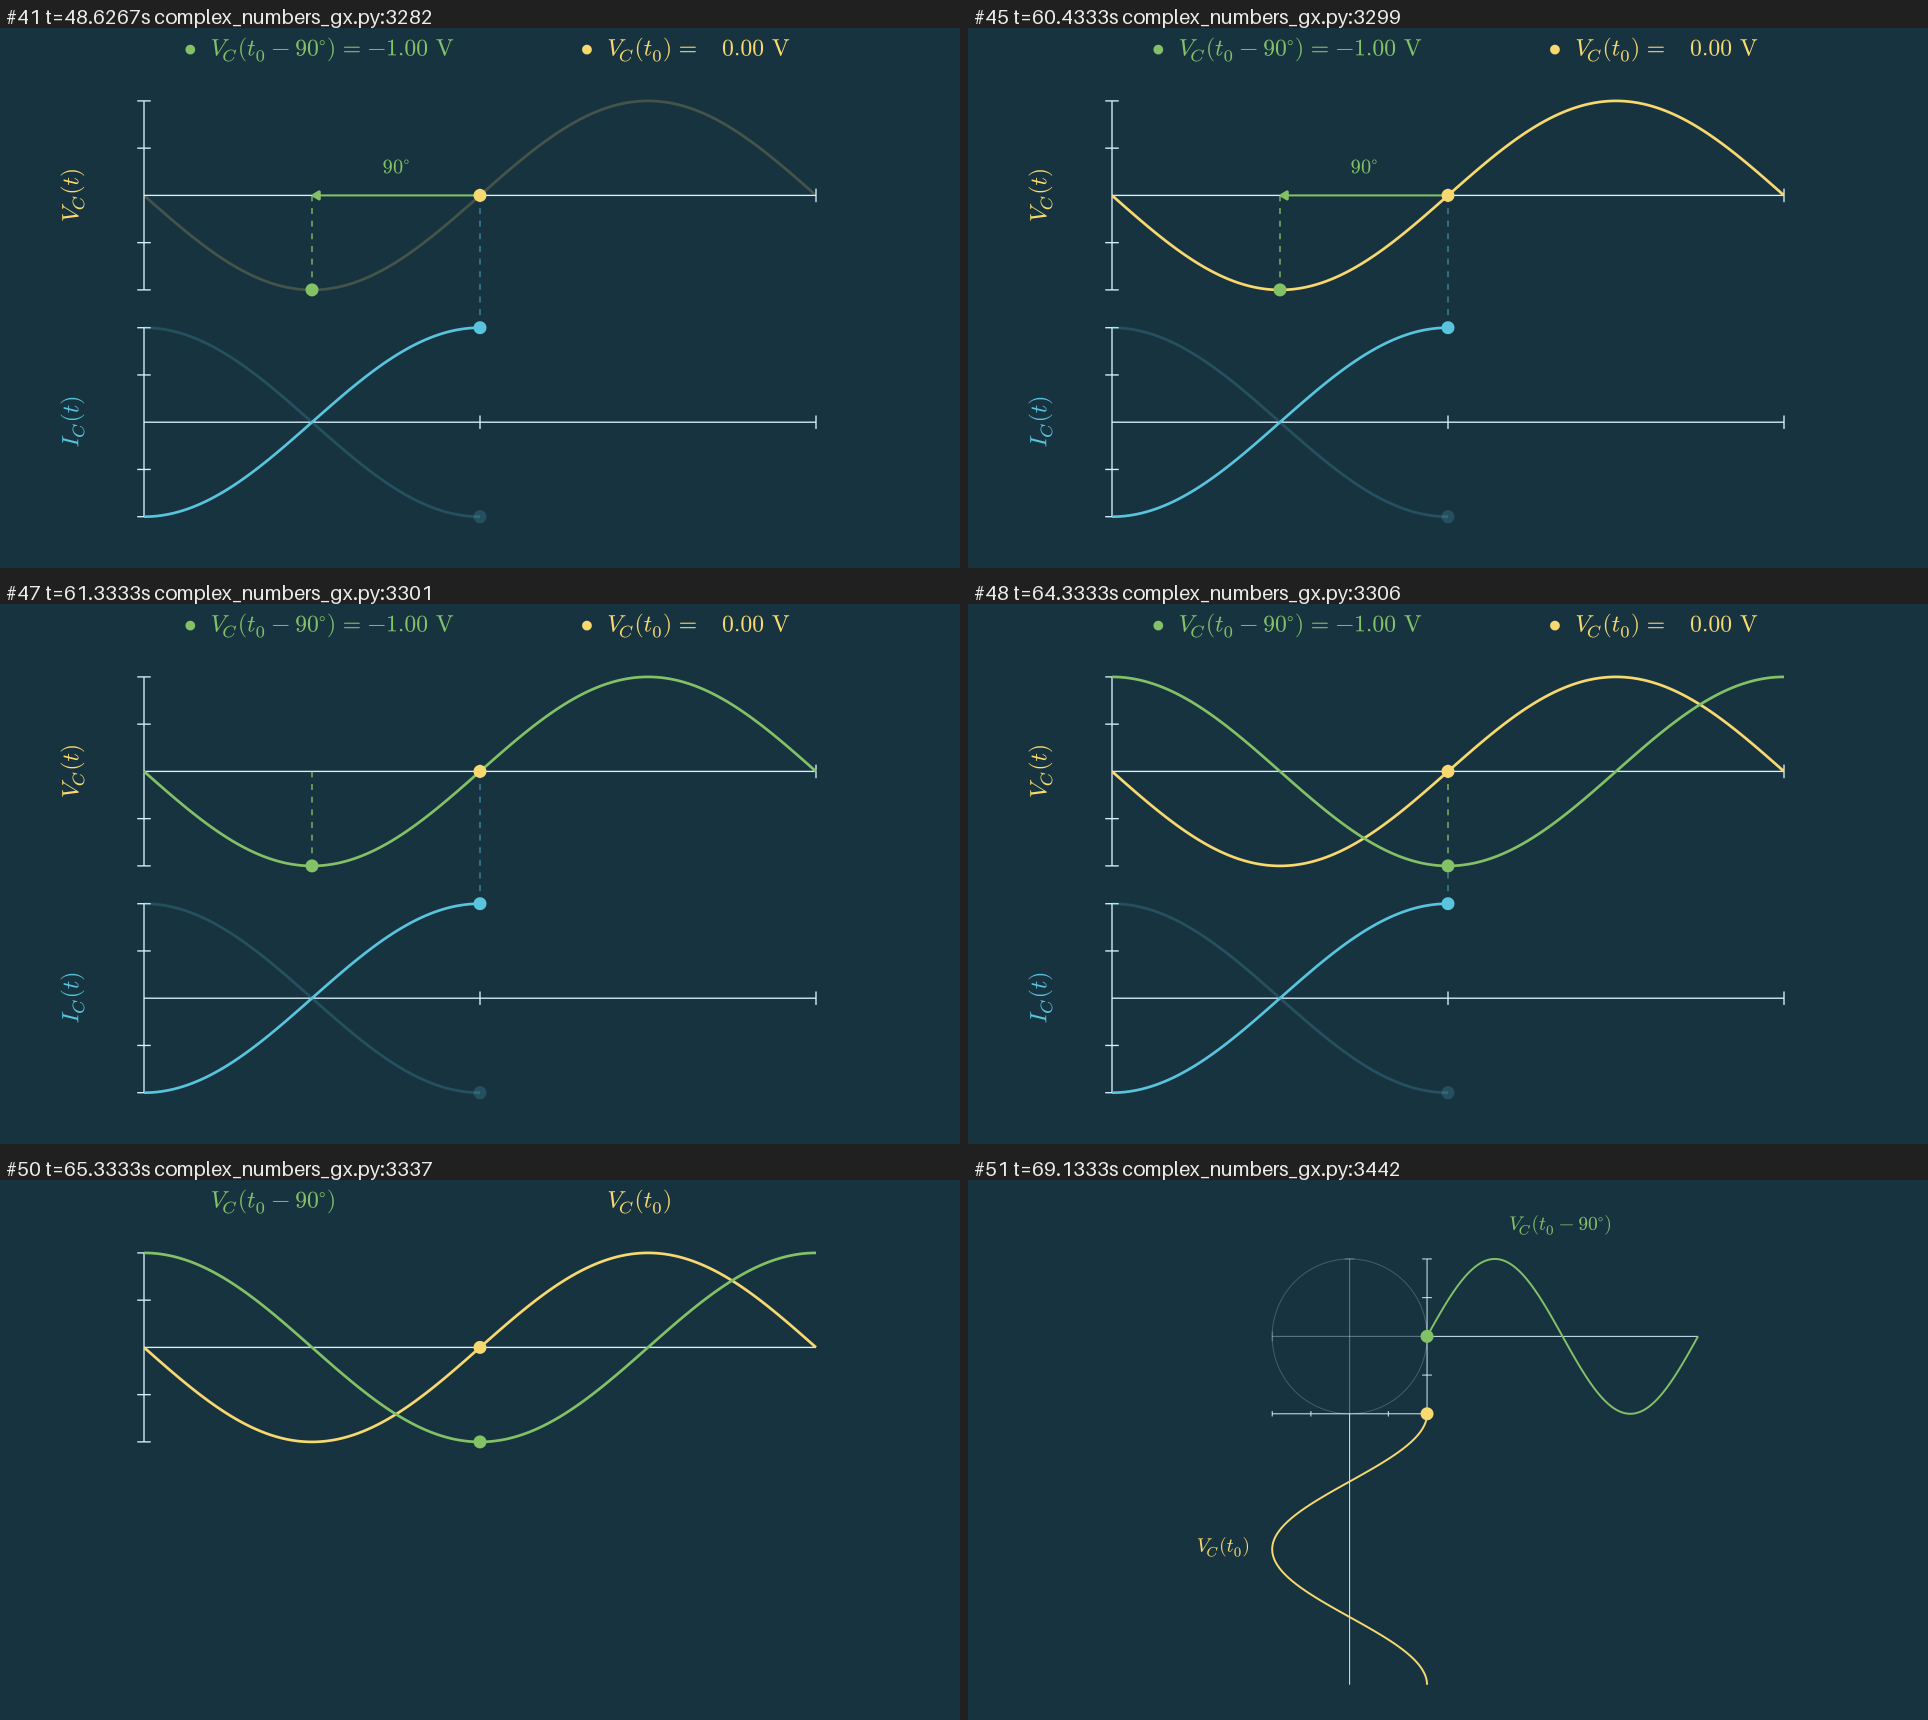 #41 t=48.6267s complex_numbers_gx.py:3282
V_C(t_0 − 90°) = −1.00 V
V_C(t_0) = 0.00 V
90°
V_C(t)
I_C(t)
#45 t=60.4333s complex_numbers_gx.py:3299
V_C(t_0 − 90°) = −1.00 V
V_C(t_0) = 0.00 V
90°
V_C(t)
I_C(t)
#47 t=61.3333s complex_numbers_gx.py:3301
V_C(t_0 − 90°) = −1.00 V
V_C(t_0) = 0.00 V
V_C(t)
I_C(t)
#48 t=64.3333s complex_numbers_gx.py:3306
V_C(t_0 − 90°) = −1.00 V
V_C(t_0) = 0.00 V
V_C(t)
I_C(t)
#50 t=65.3333s complex_numbers_gx.py:3337
V_C(t_0 − 90°)
V_C(t_0)
#51 t=69.1333s complex_numbers_gx.py:3442
V_C(t_0 − 90°)
V_C(t_0)